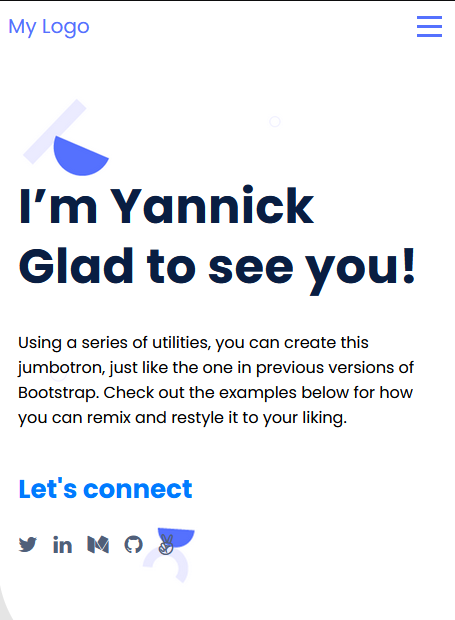 My Logo
I’m Yannick
Glad to see you!
Using a series of utilities, you can create this
jumbotron, just like the one in previous versions of
Bootstrap. Check out the examples below for how
you can remix and restyle it to your liking.
Let's connect